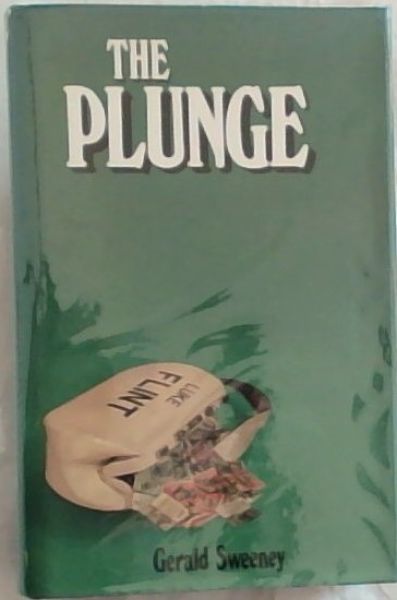 THE
PLUNGE
LUKE
FLINT
Gerald Sweeney